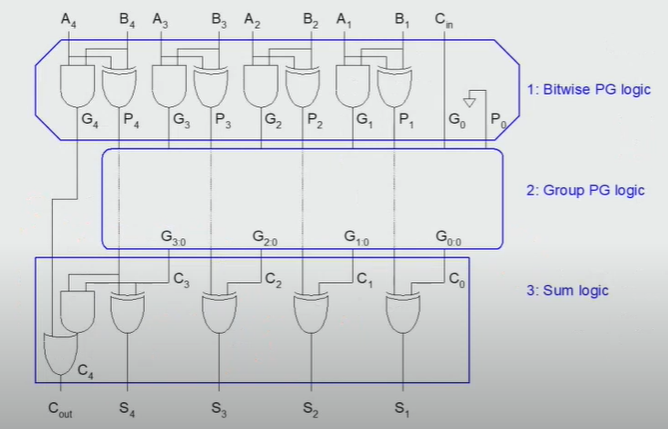 A4 B4 A3 B3 A2 B2 A1 B1 Cin
1: Bitwise PG logic
G4 P4 G3 P3 G2 P2 G1 P1 G0 P0
2: Group PG logic
G3:0 G2:0 G1:0 G0:0
C3 C2 C1 C0
3: Sum logic
C4
Cout S4 S3 S2 S1